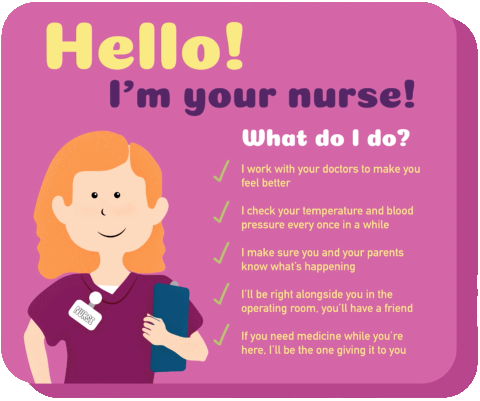 Hello!
I'm your nurse!
What do I do?
I work with your doctors to make you
feel better
I check your temperature and blood
pressure every once in a while
I make sure you and your parents
know what's happening
I'll be right alongside you in the
operating room, you'll have a friend
If you need medicine while you're
here, I'll be the one giving it to you
NURSE